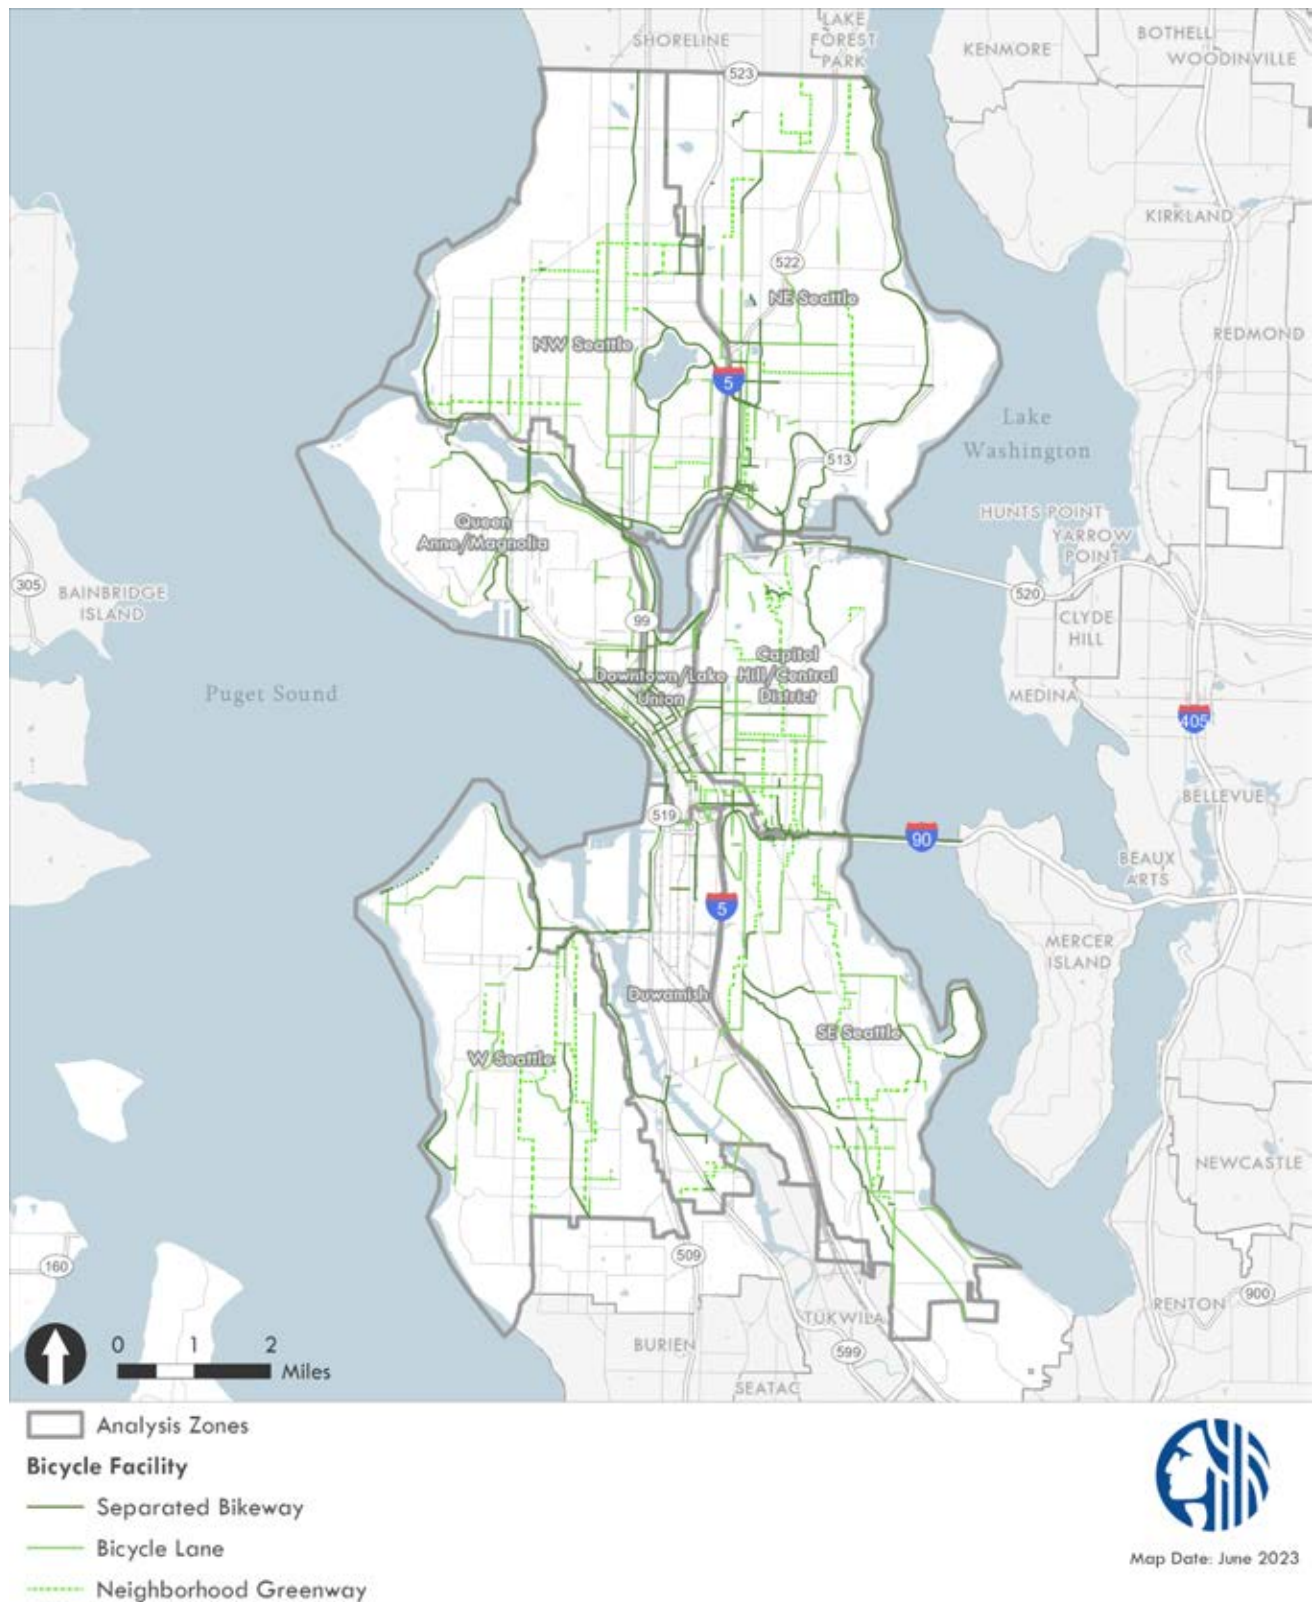 SHORELINE
LAKE
FOREST
PARK
KENMORE
BOTHELL
WOODINVILLE
523
KIRKLAND
522
NE Seattle
REDMOND
NW Seattle
5
Lake
Washington
513
HUNTS POINT
YARROW
POINT
Queen
Anne/Magnolia
305
BAINBRIDGE
ISLAND
520
CLYDE
HILL
99
Capitol
Hill/Central
District
Downtown/Lake
Union
Puget Sound
MEDINA
405
BELLEVUE
519
90
BEAUX
ARTS
5
MERCER
ISLAND
Duwamish
SE Seattle
W Seattle
NEWCASTLE
160
509
900
RENTON
TUKWILA
BURIEN
599
SEATAC
0 1 2
Miles
Analysis Zones
Bicycle Facility
Separated Bikeway
Bicycle Lane
Neighborhood Greenway
Map Date: June 2023